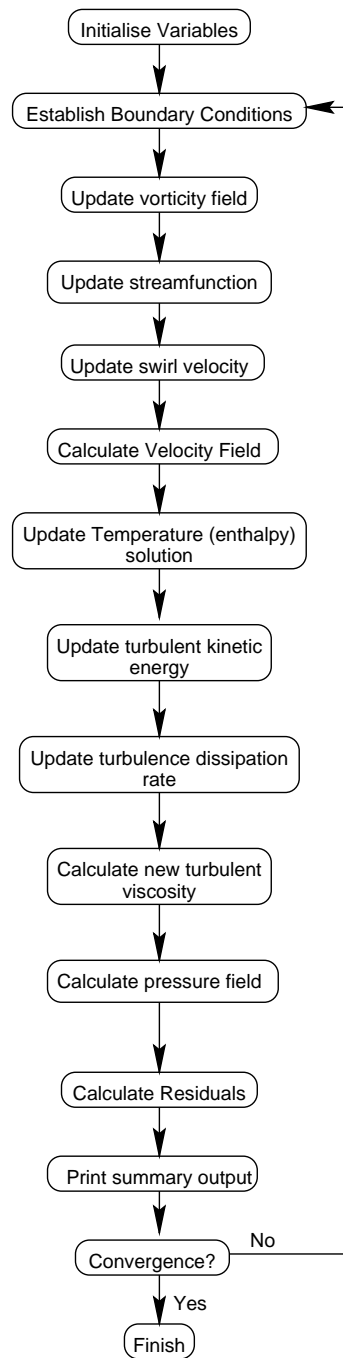 Initialise Variables
Establish Boundary Conditions
Update vorticity field
Update streamfunction
Update swirl velocity
Calculate Velocity Field
Update Temperature (enthalpy)
solution
Update turbulent kinetic
energy
Update turbulence dissipation
rate
Calculate new turbulent
viscosity
Calculate pressure field
Calculate Residuals
Print summary output
Convergence?
No
Yes
Finish